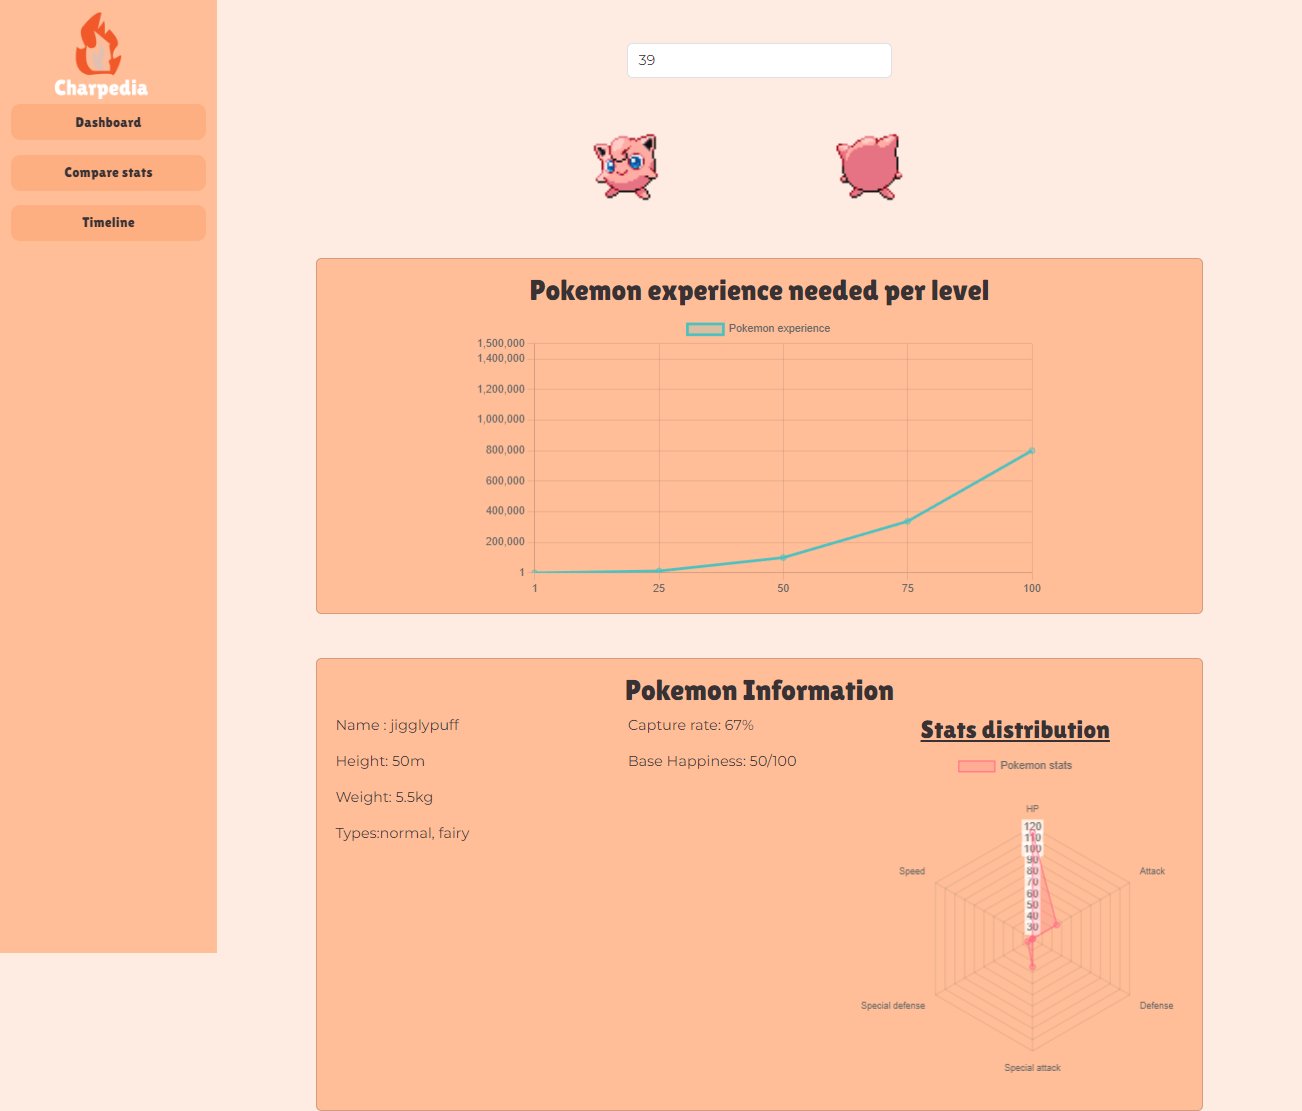 Charpedia
Dashboard
Compare stats
Timeline
39
Pokemon experience needed per level
Pokemon experience
1,500,000
1,400,000
1,200,000
1,000,000
800,000
600,000
400,000
200,000
1
1 25 50 75 100
Pokemon Information
Name : jigglypuff
Height: 50m
Weight: 5.5kg
Types:normal, fairy
Capture rate: 67%
Base Happiness: 50/100
Stats distribution
Pokemon stats
HP
120
110
100
90
80
70
60
50
40
30
Speed
Attack
Special defense
Defense
Special attack